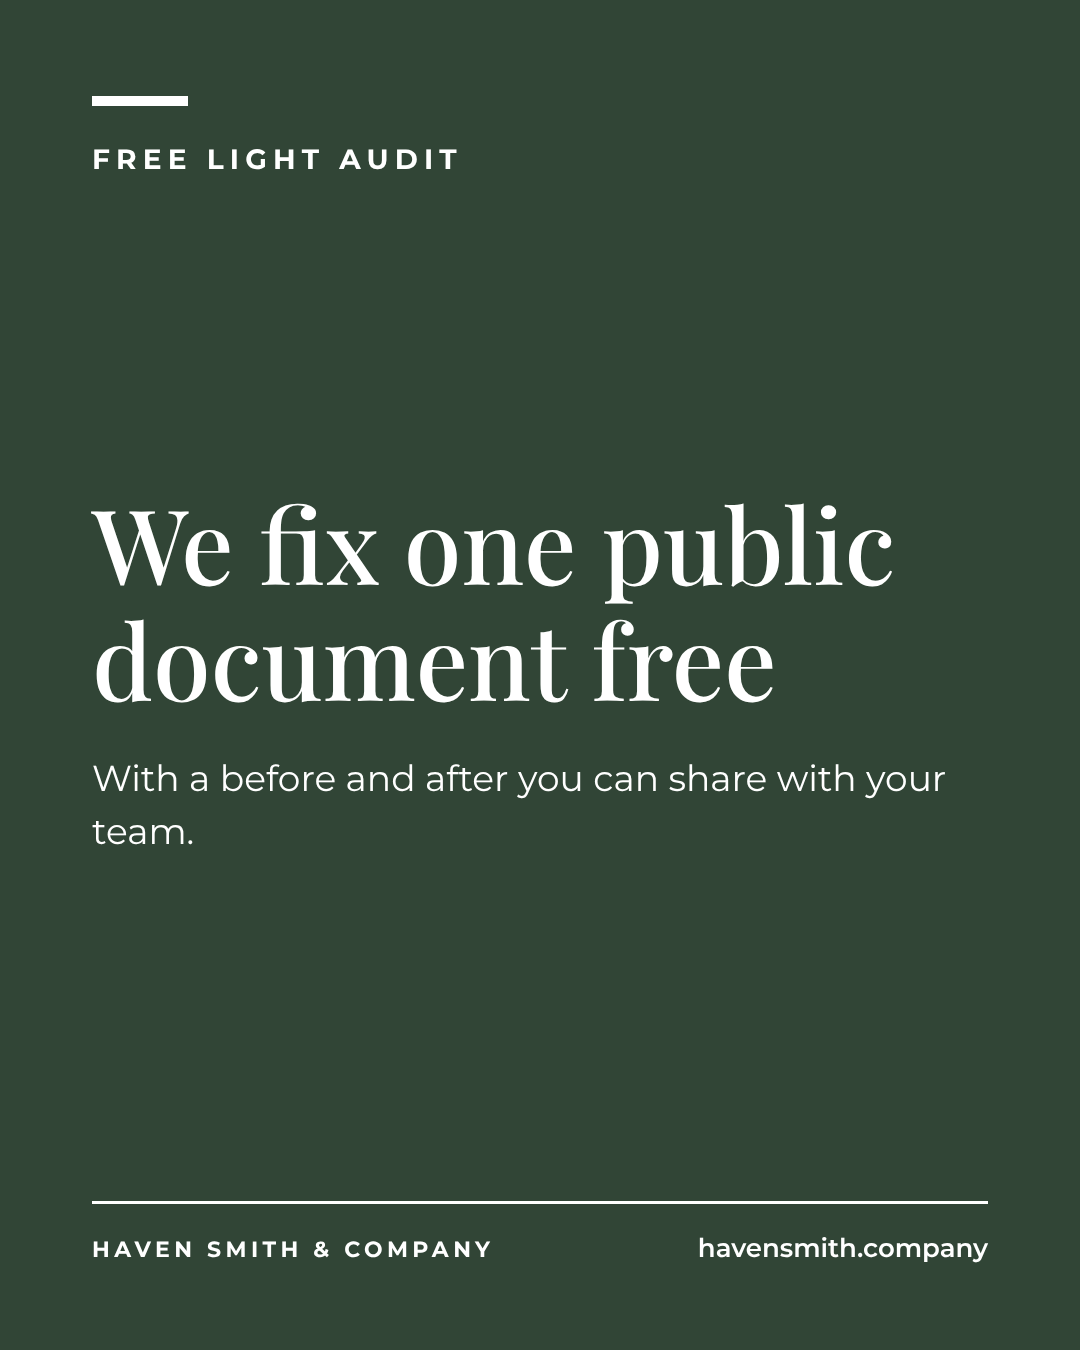 FREE LIGHT AUDIT
We fix one public
document free
With a before and after you can share with your
team.
HAVEN SMITH & COMPANY
havensmith.company